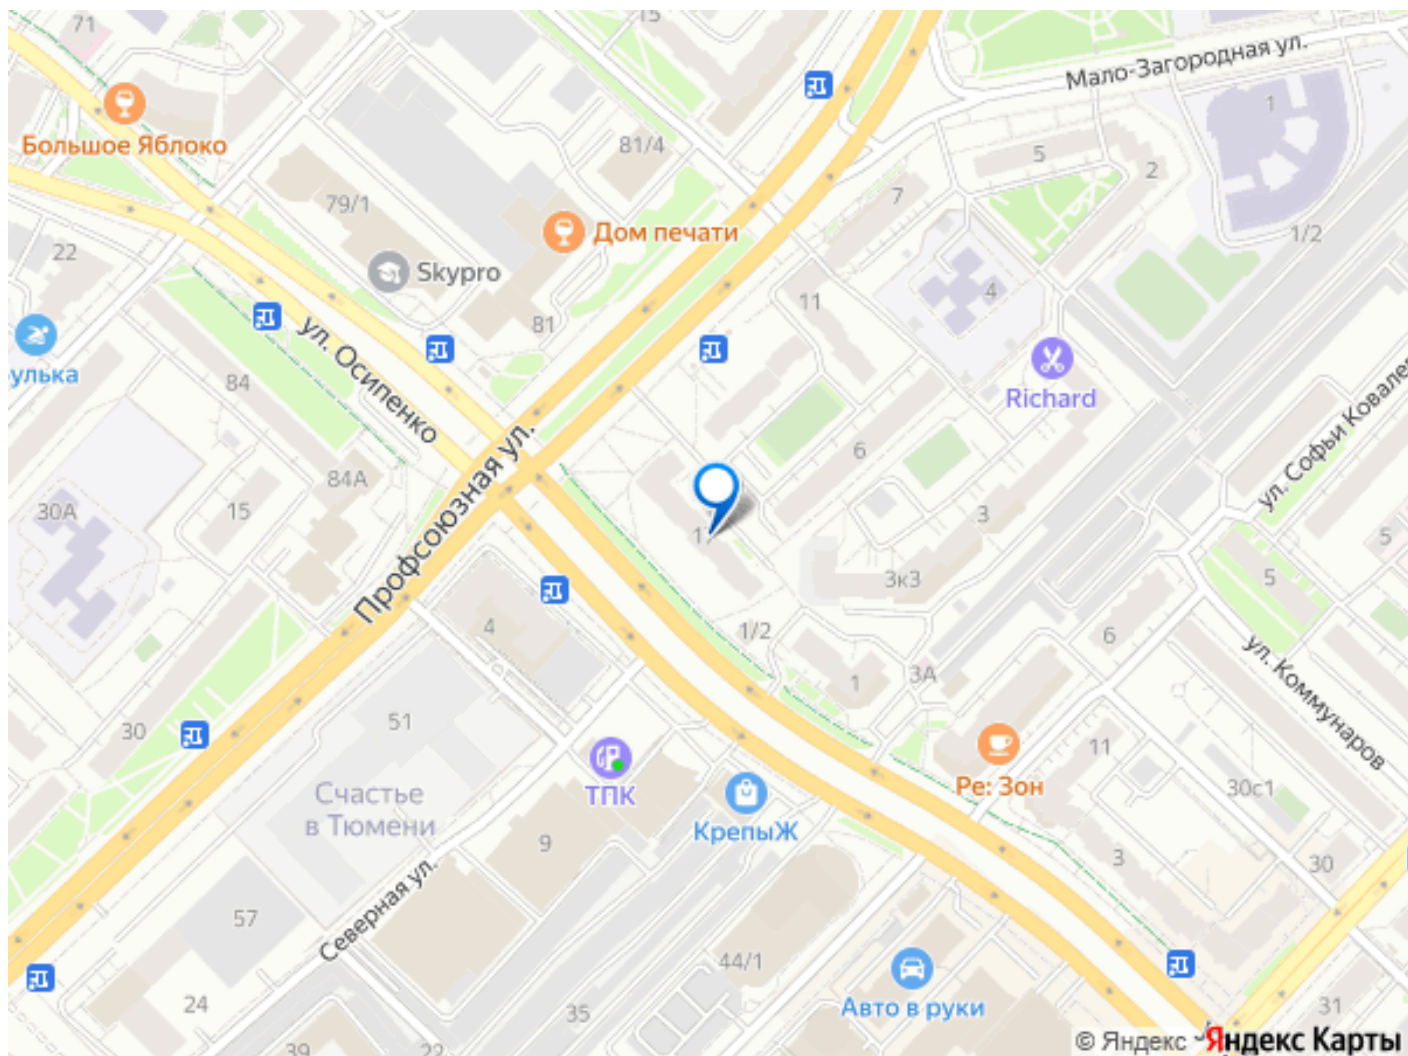 71
15
Мало-Загородная ул.
1
Большое Яблоко
81/4
5
2
79/1
7
Дом печати
22
1/2
Skypro
4
11
81
ул. Осипенко
84
Richard
ул. Софьи
6
84А
Профсоюзная ул.
30А
15
3
5
3к3
5
4
1/2
6
ул. Коммунаров
3А
1
51
30
11
Ре: Зон
30с1
ТПК
Счастье
в Тюмени
КрепыЖ
9
3
30
Северная ул.
57
44/1
24
Авто в руки
35
31
39
22
© Яндекс Яндекс Карты